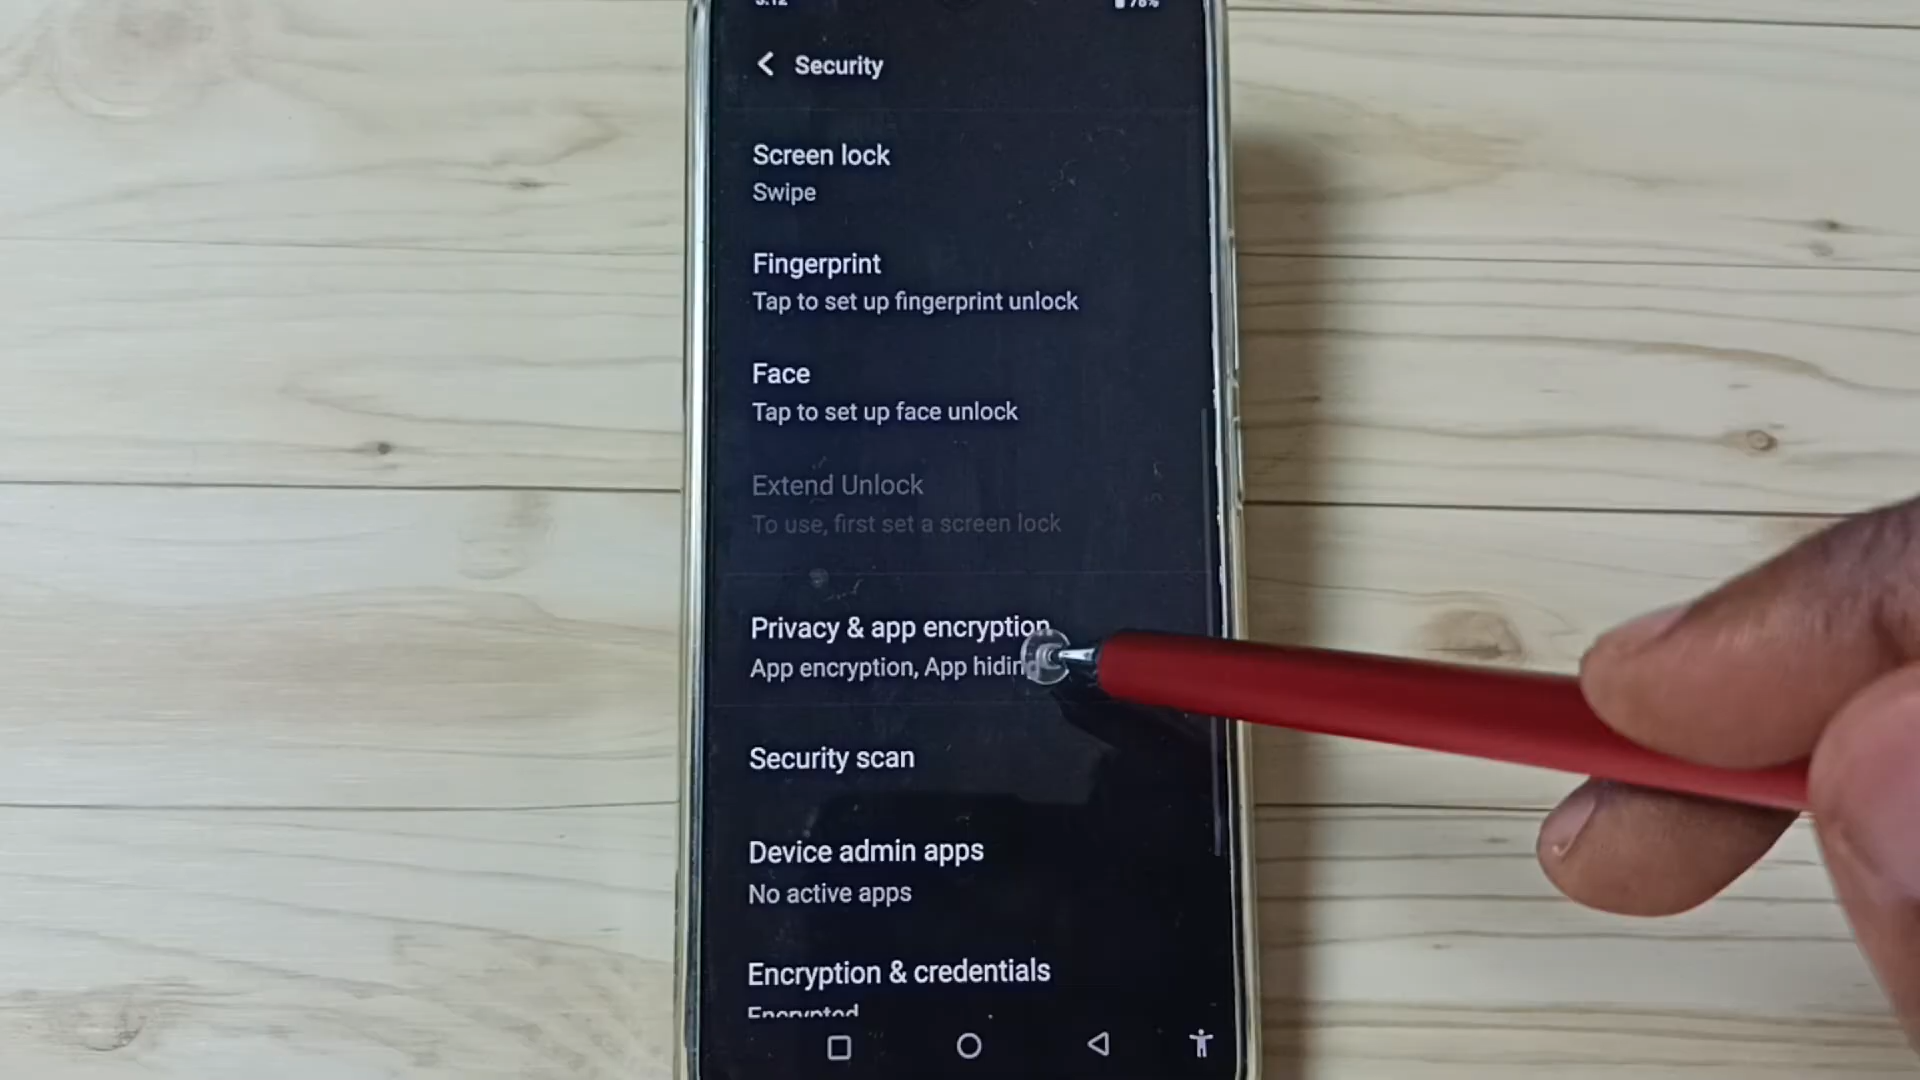 Security
Screen lock
Swipe
Fingerprint
Tap to set up fingerprint unlock
Face
Tap to set up face unlock
Extend Unlock
To use, first set a screen lock
Privacy & app encryption
App encryption, App hiding
Security scan
Device admin apps
No active apps
Encryption & credentials
Encrypted